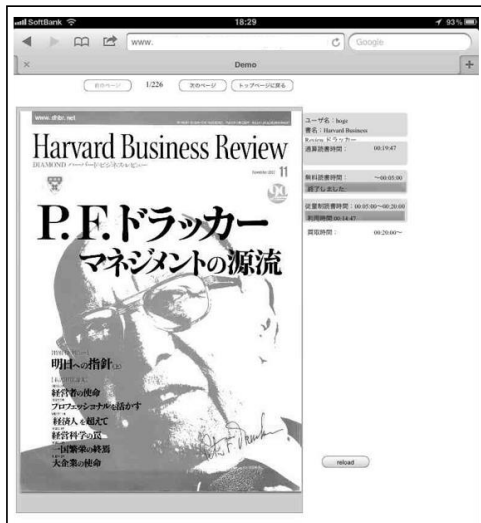 SoftBank
18:29
93%
www.
Google
Demo
前のページ
1/226
次のページ
トップページに戻る
www.dhbr.net
Harvard Business Review
DIAMOND ハーバード・ビジネス・レビュー
11
P.F.ドラッカー
マネジメントの源流
明日への指針
経営者の使命
プロフェッショナルを活かす
「経済人」を超えて
経営科学の罠
一国繁栄の終焉
大企業の使命
ユーザ名:hoge
書名:Harvard Business
Review ドラッカー
通算読書時間: 00:19:47
無料読書時間: ～00:05:00
終了しました
従量制読書時間:00:05:00～00:20:00
利用時間:00:14:47
買取時間: 00:20:00～
reload